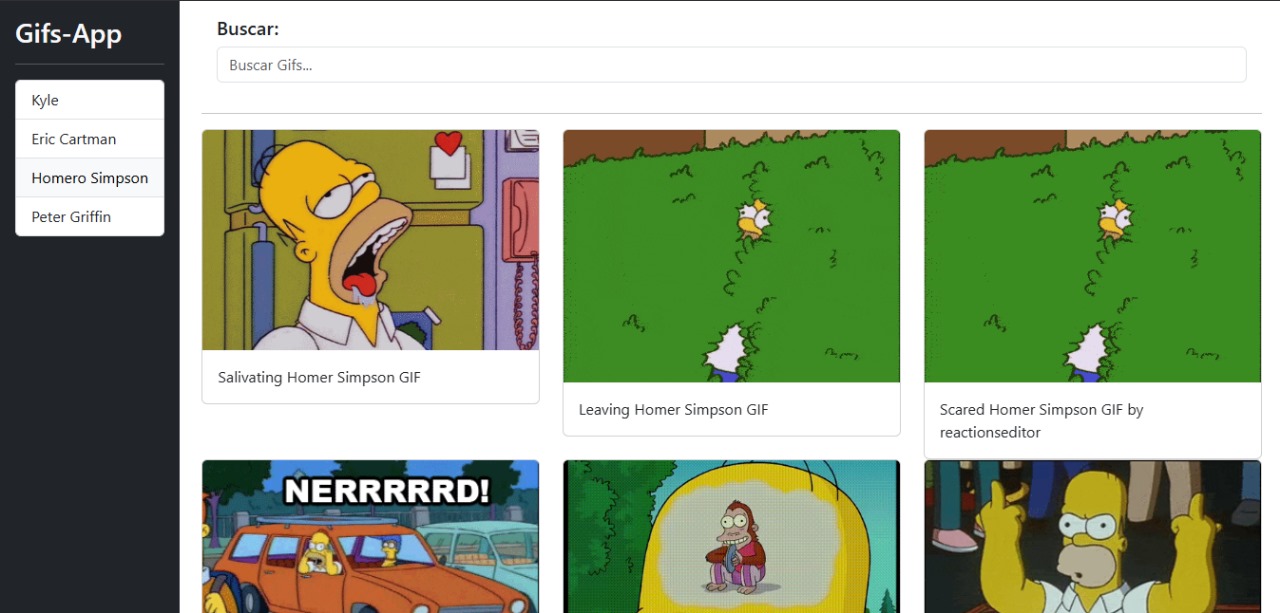 Gifs-App
Kyle
Eric Cartman
Homero Simpson
Peter Griffin
Buscar:
Buscar Gifs...
Salivating Homer Simpson GIF
Leaving Homer Simpson GIF
Scared Homer Simpson GIF by
reactionseditor
NERRRRRD!